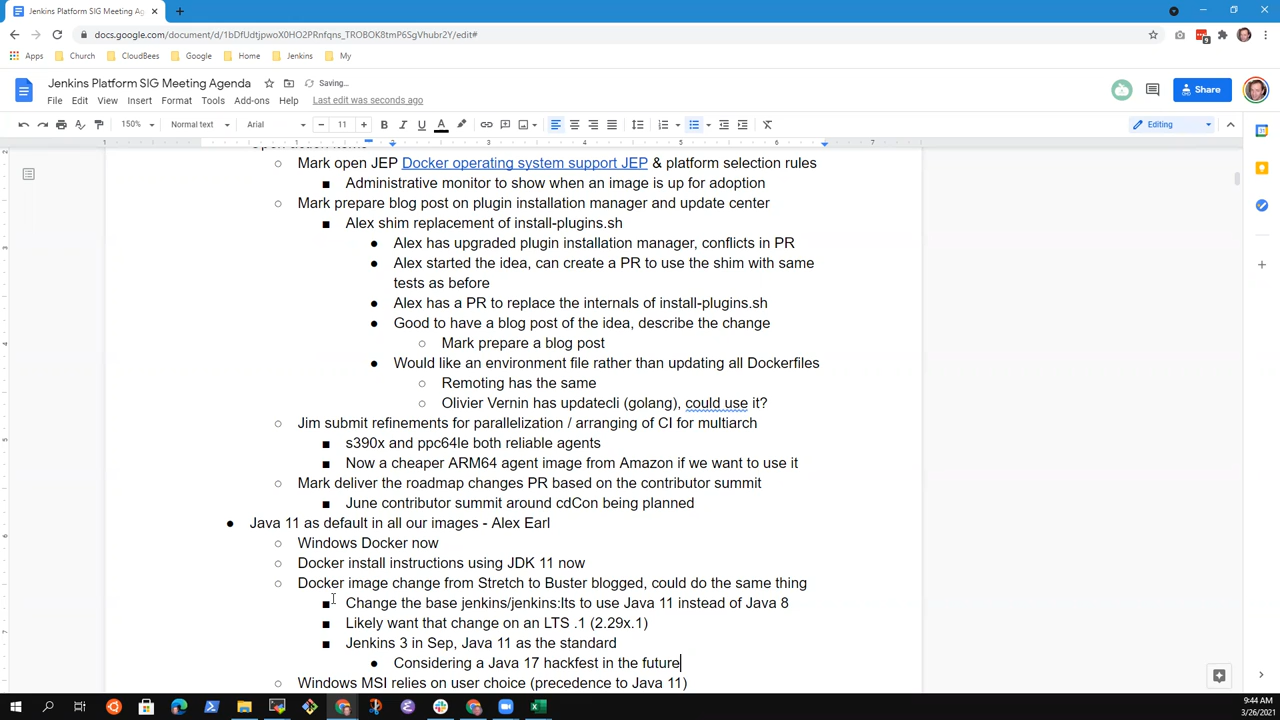 Jenkins Platform SIG Meeting Age
docs.google.com/document/d/1bDfUdtjpwoX0HO2PRnfqns_TROBOK8tmP6SgVhubr2Y/edit#
Apps Church CloudBees Google Home Jenkins My
Jenkins Platform SIG Meeting Agenda Saving...
File Edit View Insert Format Tools Add-ons Help Last edit was seconds ago
Share
150% Normal text Arial 11 Editing
Mark open JEP Docker operating system support JEP & platform selection rules
Administrative monitor to show when an image is up for adoption
Mark prepare blog post on plugin installation manager and update center
Alex shim replacement of install-plugins.sh
Alex has upgraded plugin installation manager, conflicts in PR
Alex started the idea, can create a PR to use the shim with same
tests as before
Alex has a PR to replace the internals of install-plugins.sh
Good to have a blog post of the idea, describe the change
Mark prepare a blog post
Would like an environment file rather than updating all Dockerfiles
Remoting has the same
Olivier Vernin has updatecli (golang), could use it?
Jim submit refinements for parallelization / arranging of CI for multiarch
s390x and ppc64le both reliable agents
Now a cheaper ARM64 agent image from Amazon if we want to use it
Mark deliver the roadmap changes PR based on the contributor summit
June contributor summit around cdCon being planned
Java 11 as default in all our images - Alex Earl
Windows Docker now
Docker install instructions using JDK 11 now
Docker image change from Stretch to Buster blogged, could do the same thing
Change the base jenkins/jenkins:lts to use Java 11 instead of Java 8
Likely want that change on an LTS .1 (2.29x.1)
Jenkins 3 in Sep, Java 11 as the standard
Considering a Java 17 hackfest in the future
Windows MSI relies on user choice (precedence to Java 11)
9:44 AM
3/26/2021